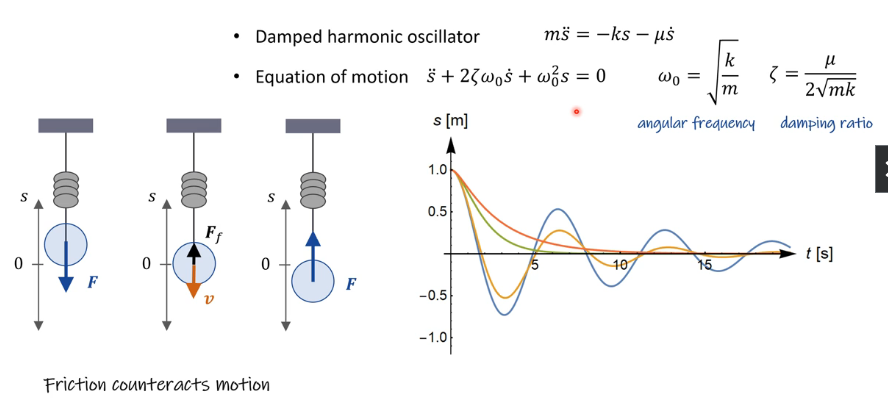 • Damped harmonic oscillator   ms̈ = −ks − μṡ
• Equation of motion   s̈ + 2ζω₀ṡ + ω₀²s = 0   ω₀ = √(k/m)   ζ = μ/(2√(mk))
angular frequency   damping ratio
s [m]
1.0
0.5
−0.5
−1.0
5
10
15
t [s]
s
0
F
s
0
F_f
v
s
0
F
Friction counteracts motion